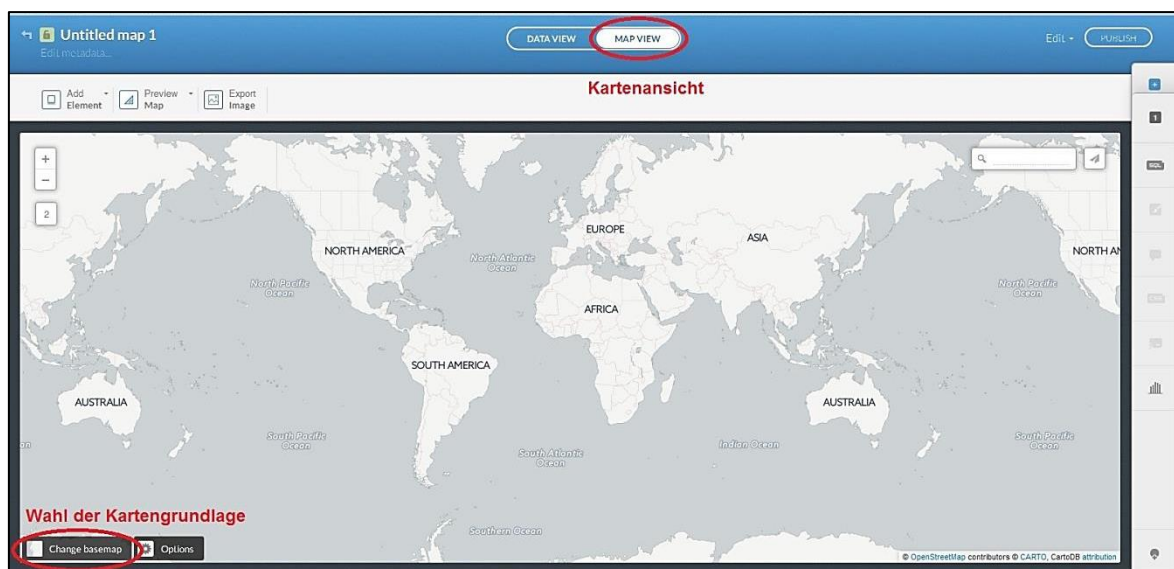 Untitled map 1
Edit metadata...
DATA VIEW
MAP VIEW
Edit
PUBLISH
Kartenansicht
Add Element
Preview Map
Export Image
1
SQL
+
-
2
EUROPE
ASIA
NORTH AMERICA
North Atlantic Ocean
NORTH AM
North Pacific Ocean
North Pacific Ocean
AFRICA
SOUTH AMERICA
AUSTRALIA
AUSTRALIA
South Pacific Ocean
South Atlantic Ocean
Indian Ocean
South Pacific Ocean
Wahl der Kartengrundlage
Southern Ocean
Change basemap
Options
© OpenStreetMap contributors © CARTO, CartoDB attribution